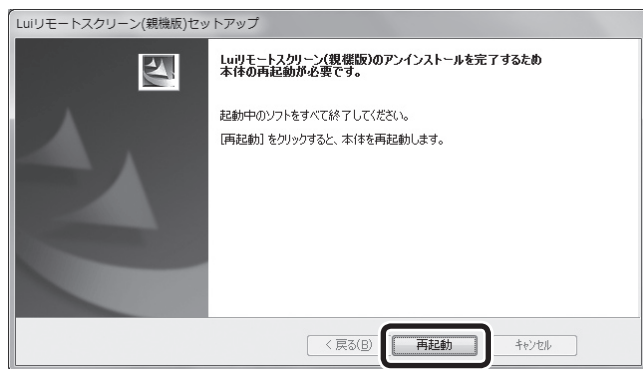 Luiリモートスクリーン(親機版)セットアップ
Luiリモートスクリーン(親機版)のアンインストールを完了するため
本体の再起動が必要です。
起動中のソフトをすべて終了してください。
[再起動] をクリックすると、本体を再起動します。
< 戻る(B)
再起動
キャンセル